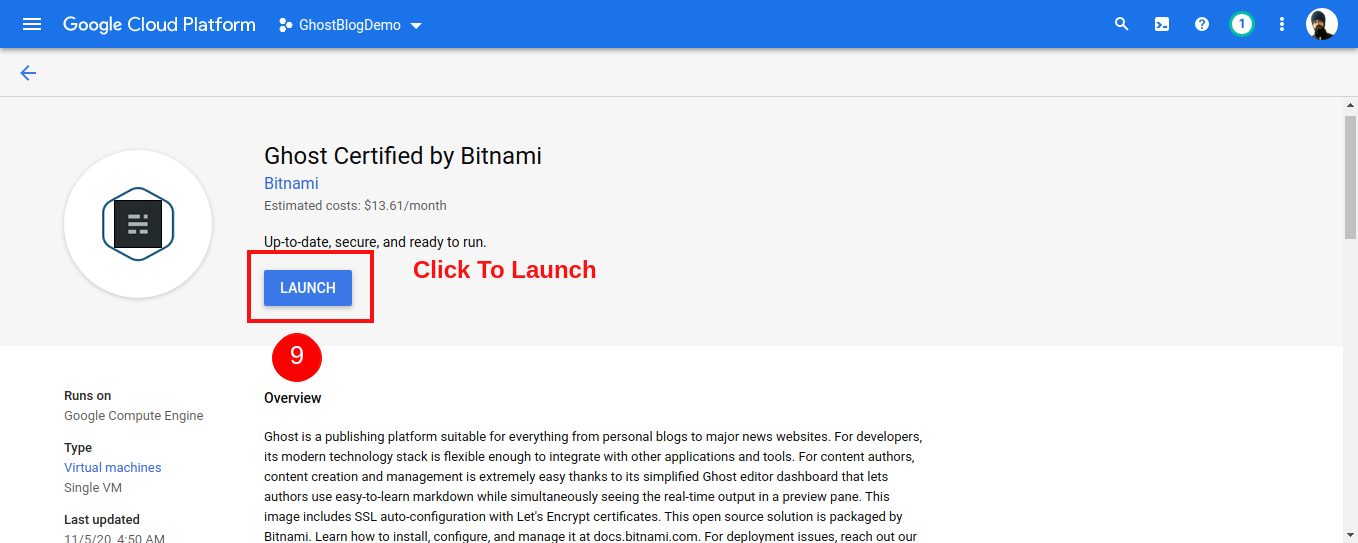 Google Cloud Platform
GhostBlogDemo
1
Ghost Certified by Bitnami
Bitnami
Estimated costs: $13.61/month
Up-to-date, secure, and ready to run.
Click To Launch
LAUNCH
9
Runs on
Google Compute Engine
Type
Virtual machines
Single VM
Last updated
11/5/20, 4:50 AM
Overview
Ghost is a publishing platform suitable for everything from personal blogs to major news websites. For developers,
its modern technology stack is flexible enough to integrate with other applications and tools. For content authors,
content creation and management is extremely easy thanks to its simplified Ghost editor dashboard that lets
authors use easy-to-learn markdown while simultaneously seeing the real-time output in a preview pane. This
image includes SSL auto-configuration with Let's Encrypt certificates. This open source solution is packaged by
Bitnami. Learn how to install, configure, and manage it at docs.bitnami.com. For deployment issues, reach out our